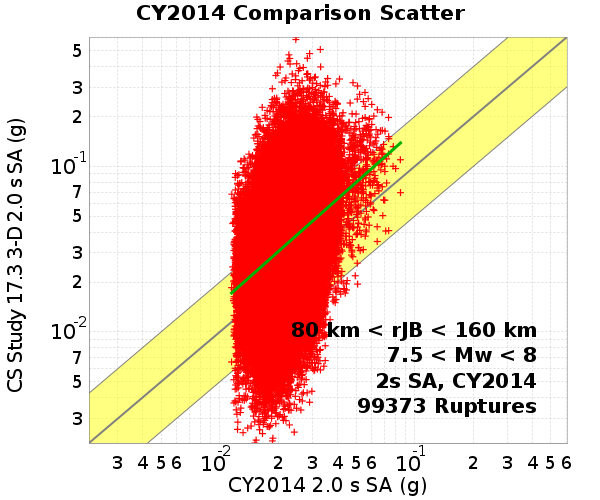 CY2014 Comparison Scatter
CS Study 17.3 3-D 2.0 s SA (g)
5
3
2
10-1
7
5
3
2
10-2
7
5
3
80 km < rJB < 160 km
7.5 < Mw < 8
2s SA, CY2014
99373 Ruptures
3 4 5 6 10-2 2 3 4 5 6 10-1 2 3 4 5 6
CY2014 2.0 s SA (g)